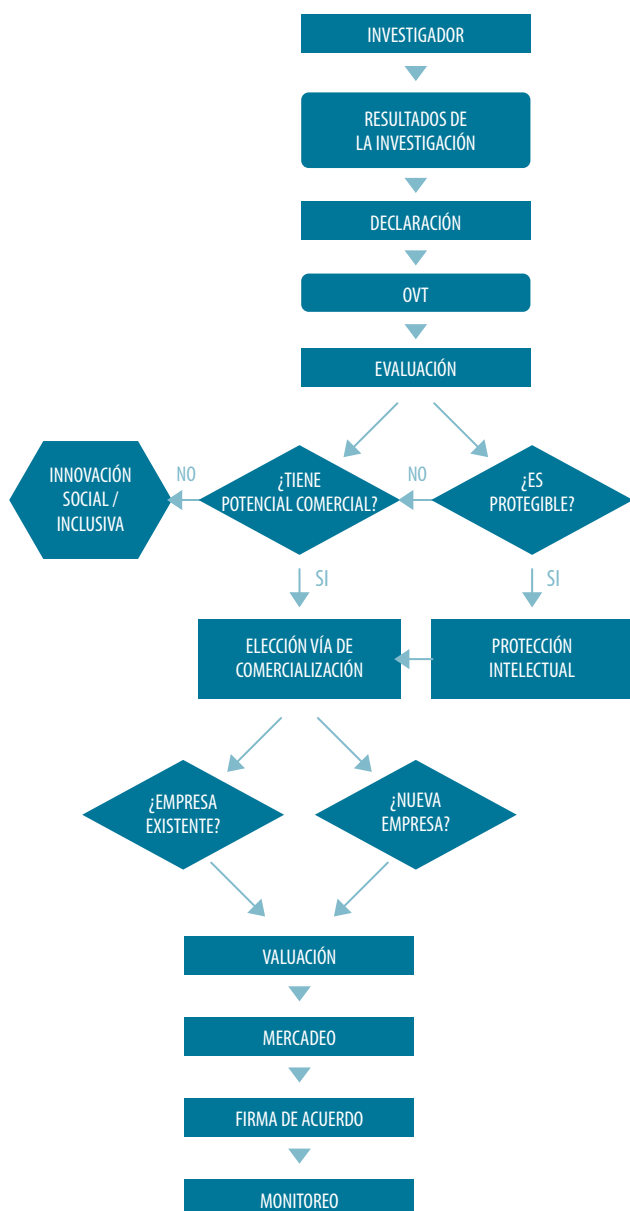 INVESTIGADOR
RESULTADOS DE
LA INVESTIGACIÓN
DECLARACIÓN
OVT
EVALUACIÓN
INNOVACIÓN
SOCIAL /
INCLUSIVA
NO
¿TIENE
POTENCIAL COMERCIAL?
NO
¿ES
PROTEGIBLE?
SI
SI
ELECCIÓN VÍA DE
COMERCIALIZACIÓN
PROTECCIÓN
INTELECTUAL
¿EMPRESA
EXISTENTE?
¿NUEVA
EMPRESA?
VALUACIÓN
MERCADEO
FIRMA DE ACUERDO
MONITOREO